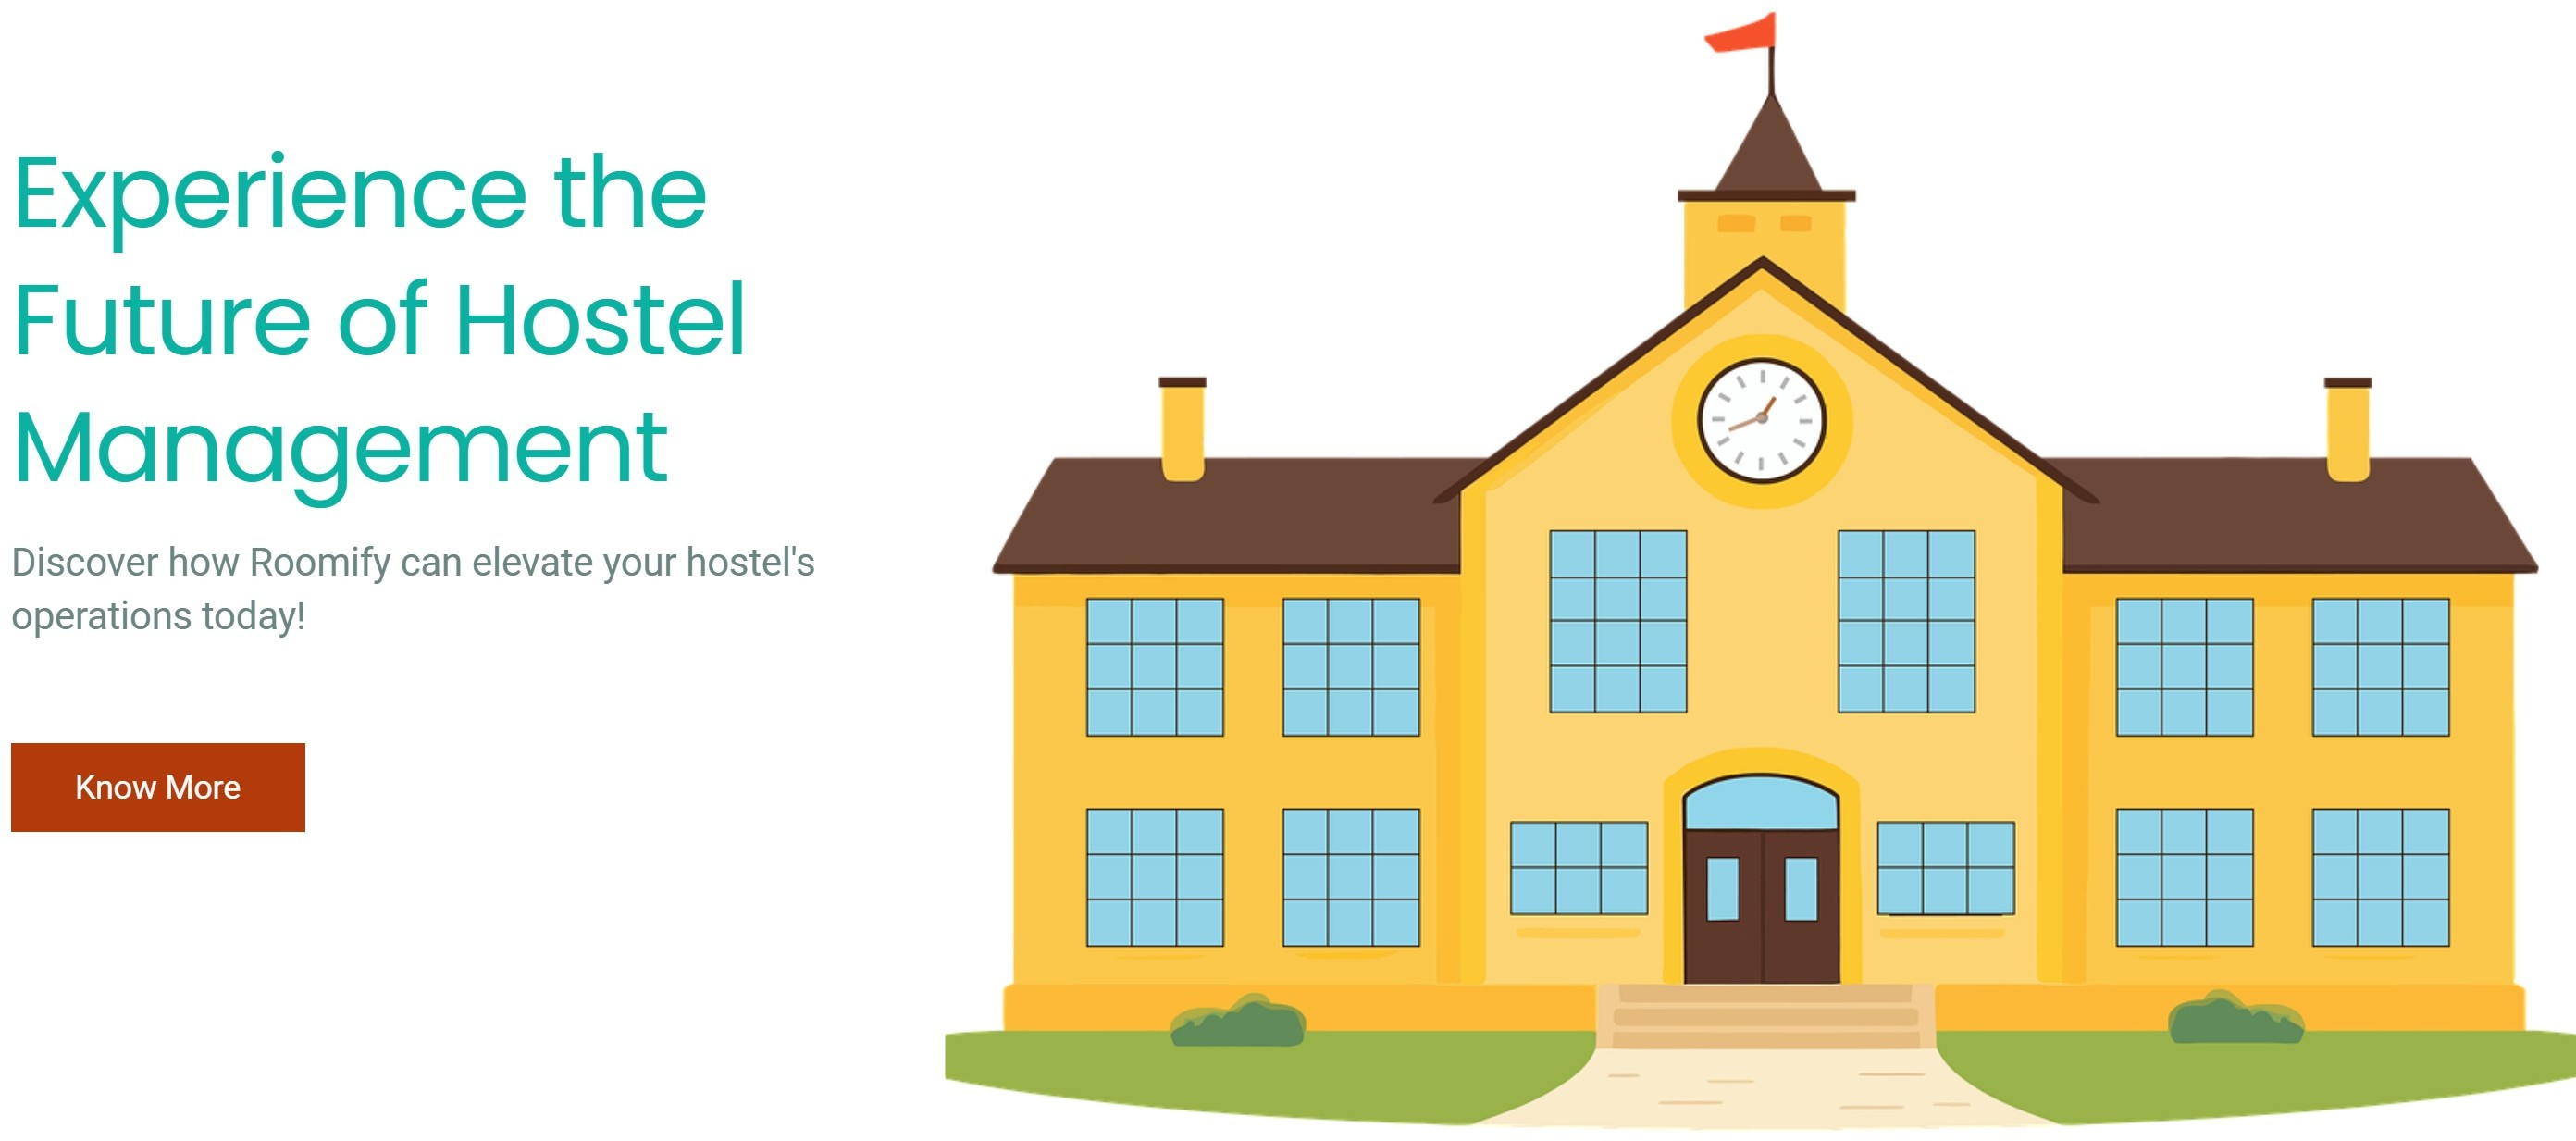 Experience the
Future of Hostel
Management
Discover how Roomify can elevate your hostel's
operations today!
Know More